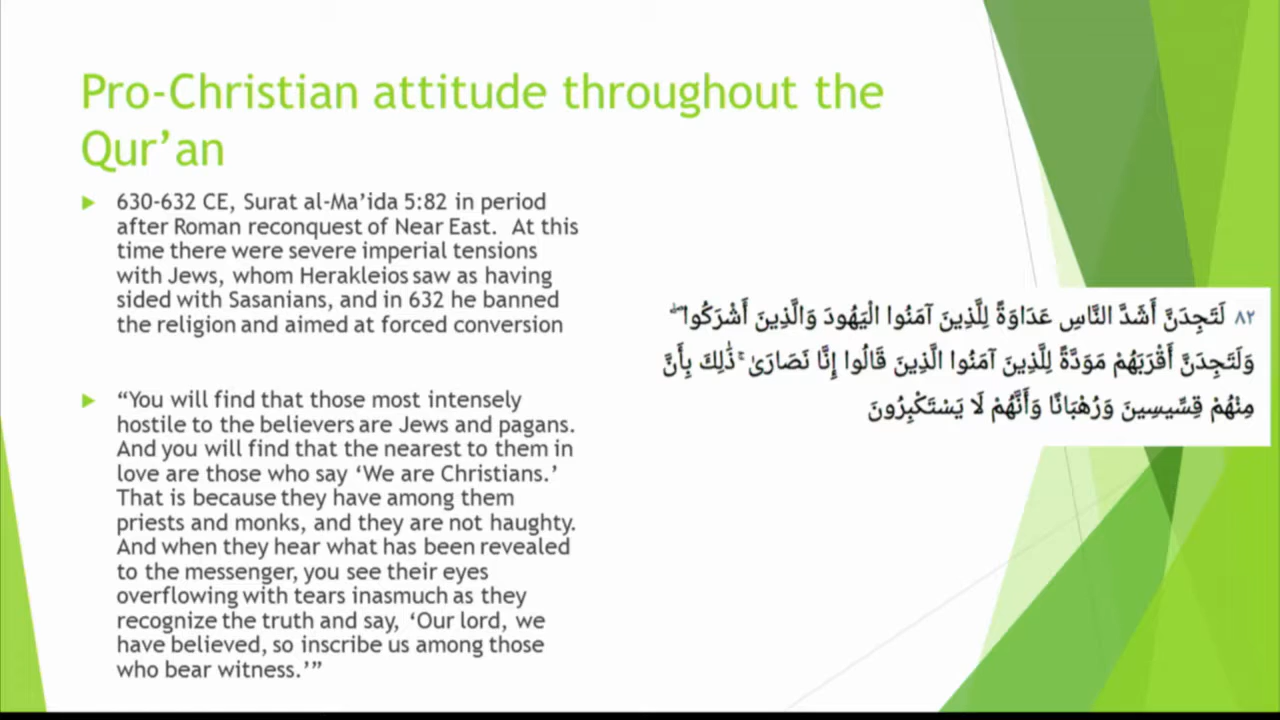 Pro-Christian attitude throughout the
Qur’an
630-632 CE, Surat al-Ma’ida 5:82 in period
after Roman reconquest of Near East. At this
time there were severe imperial tensions
with Jews, whom Herakleios saw as having
sided with Sasanians, and in 632 he banned
the religion and aimed at forced conversion
“You will find that those most intensely
hostile to the believers are Jews and pagans.
And you will find that the nearest to them in
love are those who say ‘We are Christians.’
That is because they have among them
priests and monks, and they are not haughty.
And when they hear what has been revealed
to the messenger, you see their eyes
overflowing with tears inasmuch as they
recognize the truth and say, ‘Our lord, we
have believed, so inscribe us among those
who bear witness.’”
٨٢ لَتَجِدَنَّ أَشَدَّ النَّاسِ عَدَاوَةً لِلَّذِينَ آمَنُوا الْيَهُودَ وَالَّذِينَ أَشْرَكُوا ۖ
وَلَتَجِدَنَّ أَقْرَبَهُمْ مَوَدَّةً لِلَّذِينَ آمَنُوا الَّذِينَ قَالُوا إِنَّا نَصَارَىٰ ۚ ذَٰلِكَ بِأَنَّ
مِنْهُمْ قِسِّيسِينَ وَرُهْبَانًا وَأَنَّهُمْ لَا يَسْتَكْبِرُونَ